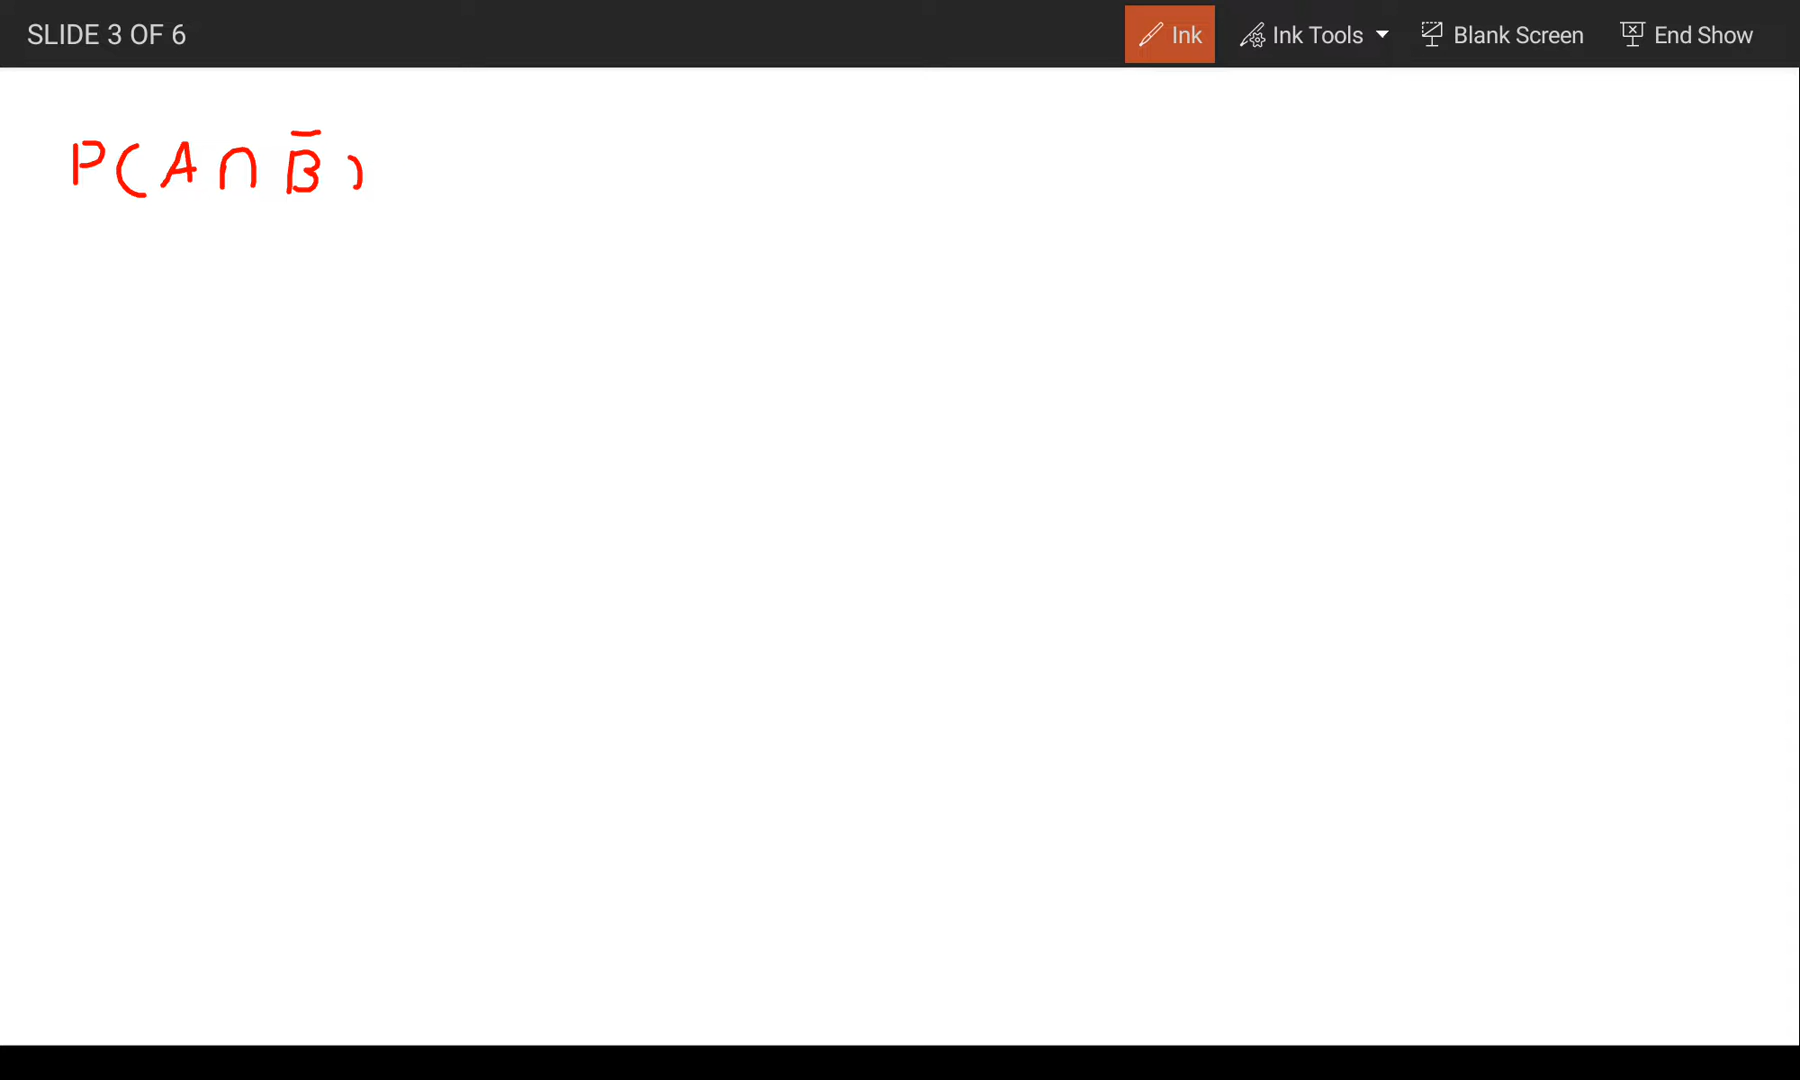 SLIDE 3 OF 6 Ink Ink Tools Blank Screen End Show
P(A∩B̅)